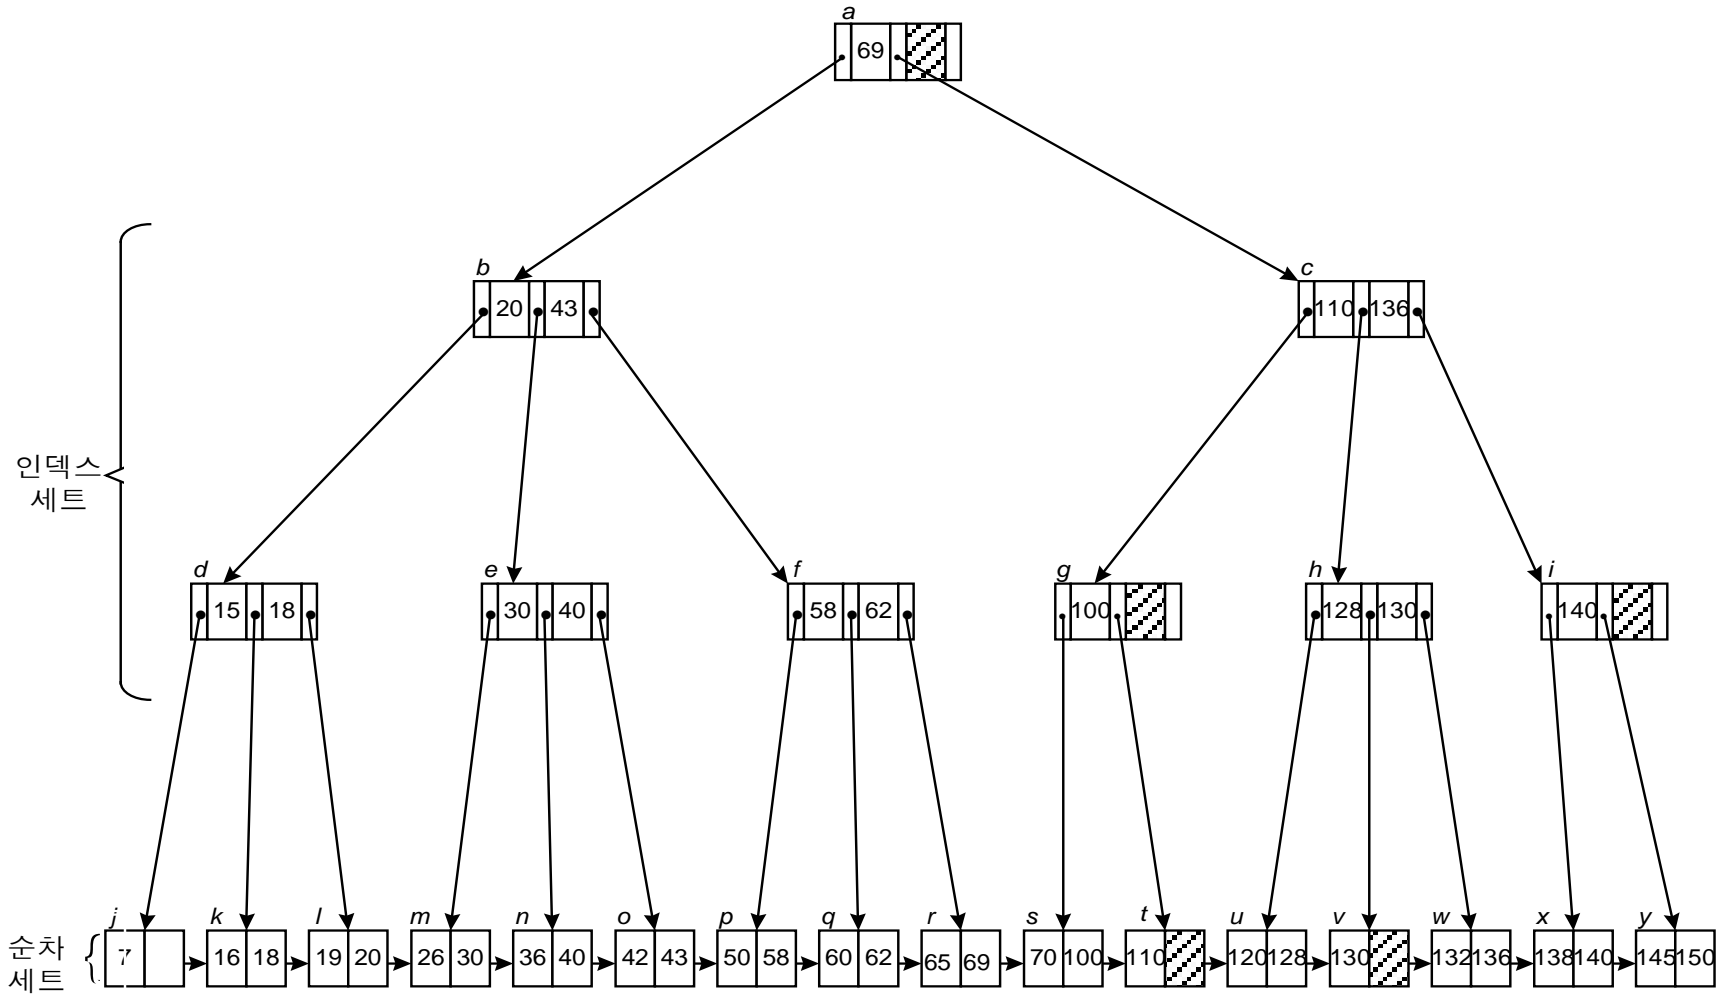 a
69
b
20 43
c
110 136
인덱스
세트
d
15 18
e
30 40
f
58 62
g
100
h
128 130
i
140
순차
세트
j
7
k
16 18
l
19 20
m
26 30
n
36 40
o
42 43
p
50 58
q
60 62
r
65 69
s
70 100
t
110
u
120 128
v
130
w
132 136
x
138 140
y
145 150